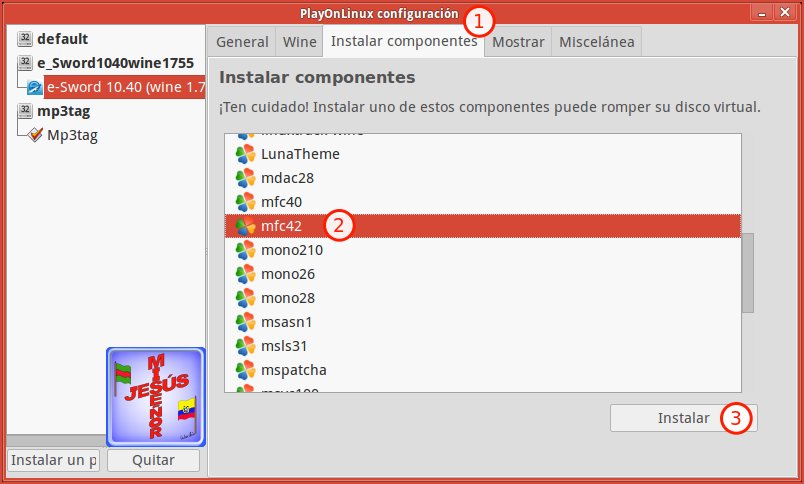 PlayOnLinux configuración
1
default
e_Sword1040wine1755
e-Sword 10.40 (wine 1.7
mp3tag
Mp3tag
General Wine Instalar componentes Mostrar Miscelánea
Instalar componentes
¡Ten cuidado! Instalar uno de estos componentes puede romper su disco virtual.
LunaTheme
mdac28
mfc40
mfc42 2
mono210
mono26
mono28
msasn1
msls31
mspatcha
JESÚS
MI SEÑOR
Instalar 3
Instalar un p Quitar